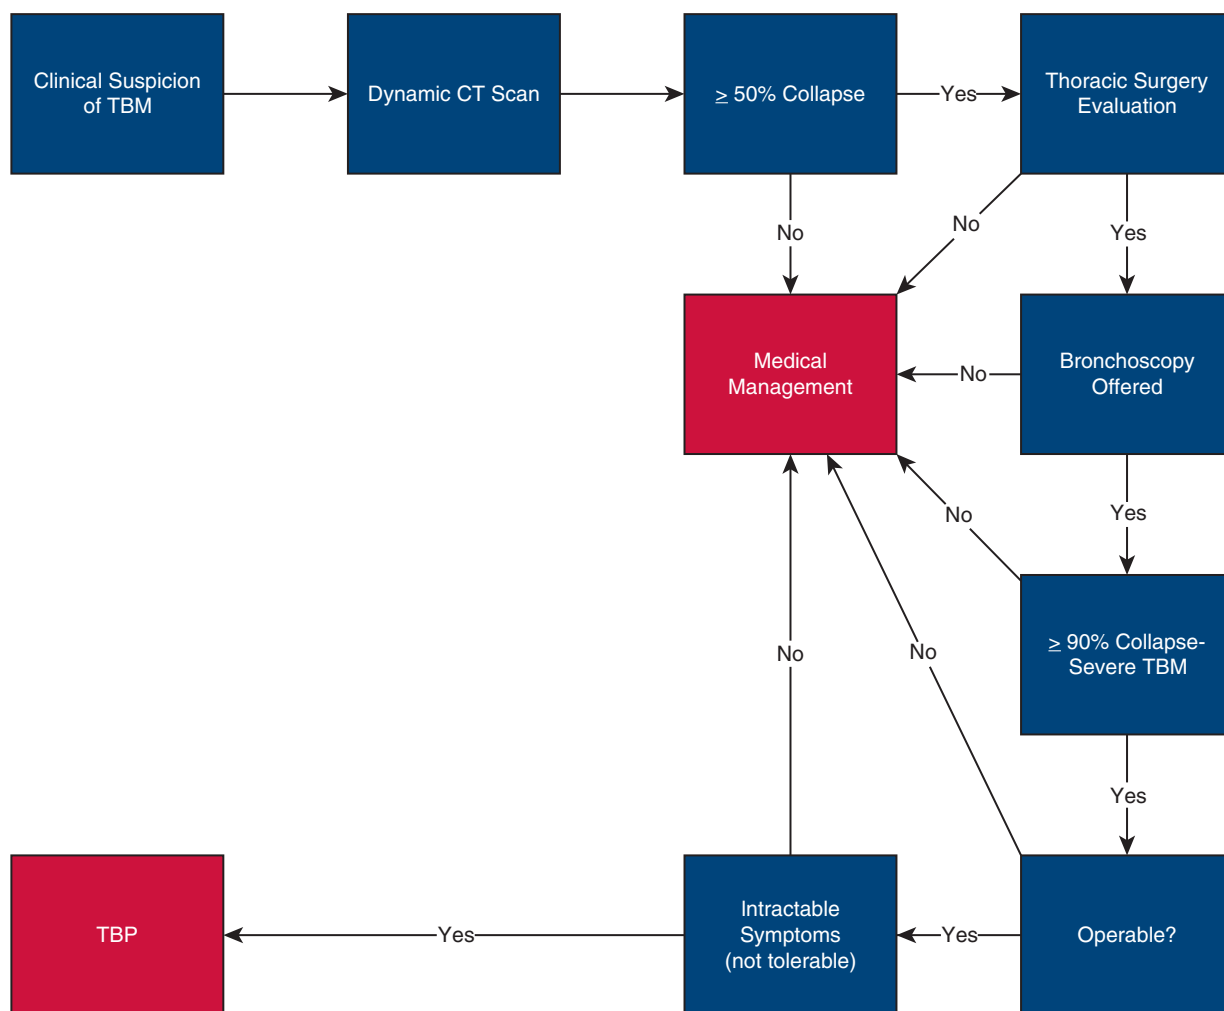 Clinical Suspicion
of TBM
Dynamic CT Scan
≥ 50% Collapse
Yes
Thoracic Surgery
Evaluation
No
No
Yes
Medical
Management
No
Bronchoscopy
Offered
No
Yes
≥ 90% Collapse-
Severe TBM
No
No
Yes
TBP
Yes
Intractable
Symptoms
(not tolerable)
Yes
Operable?